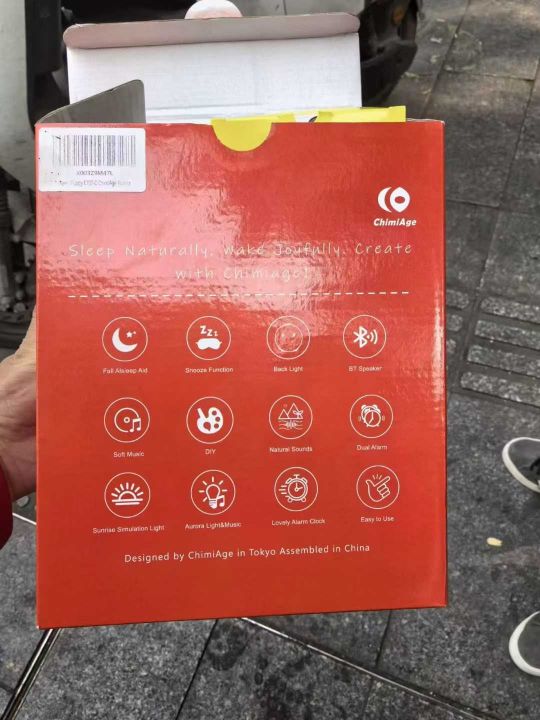 ChimiAge
Sleep Naturally. Wake Joyfully. Create
with Chimiage!
zzz
Fall Alsleep Aid
Snooze Function
Back Light
BT Speaker
Soft Music
DIY
Natural Sounds
Dual Alarm
Sunrise Simulation Light
Aurora Light&Music
Lovely Alarm Clock
Easy to Use
Designed by ChimiAge in Tokyo Assembled in China